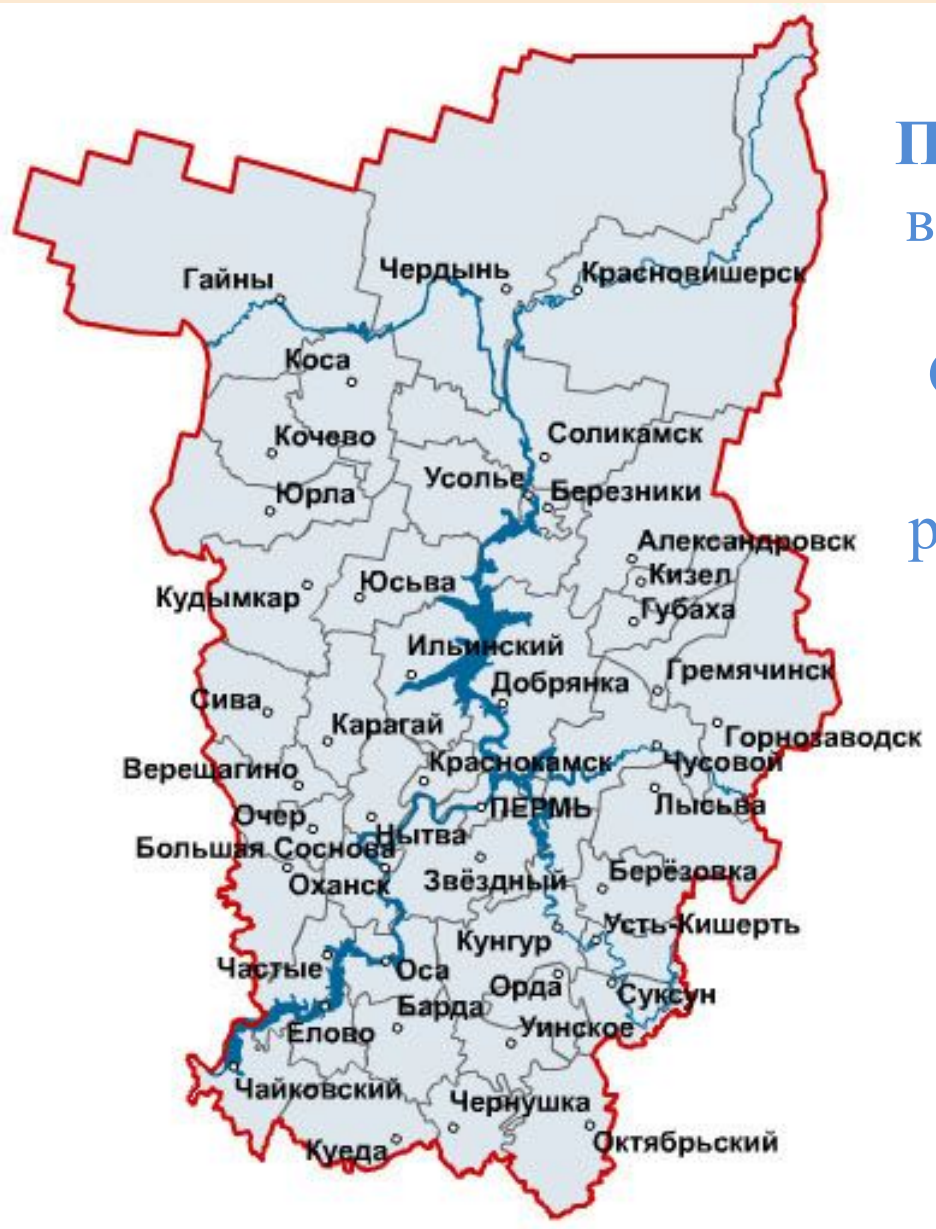 П
в
Чердынь
Красновишерск
Гайны
Коса
Кочево
Соликамск
Усолье
Березники
Юрла
р
Александровск
Кизел
Юсьва
Кудымкар
Губаха
Ильинский
Гремячинск
Добрянка
Сива
Карагай
Горнозаводск
Краснокамск
Чусовой
Верещагино
Лысьва
ПЕРМЬ
Очер
Нытва
Большая Соснова
Берёзовка
Звёздный
Оханск
Усть-Кишерть
Кунгур
Частые
Оса
Орда
Суксун
Барда
Уинское
Елово
Чайковский
Чернушка
Октябрьский
Куеда